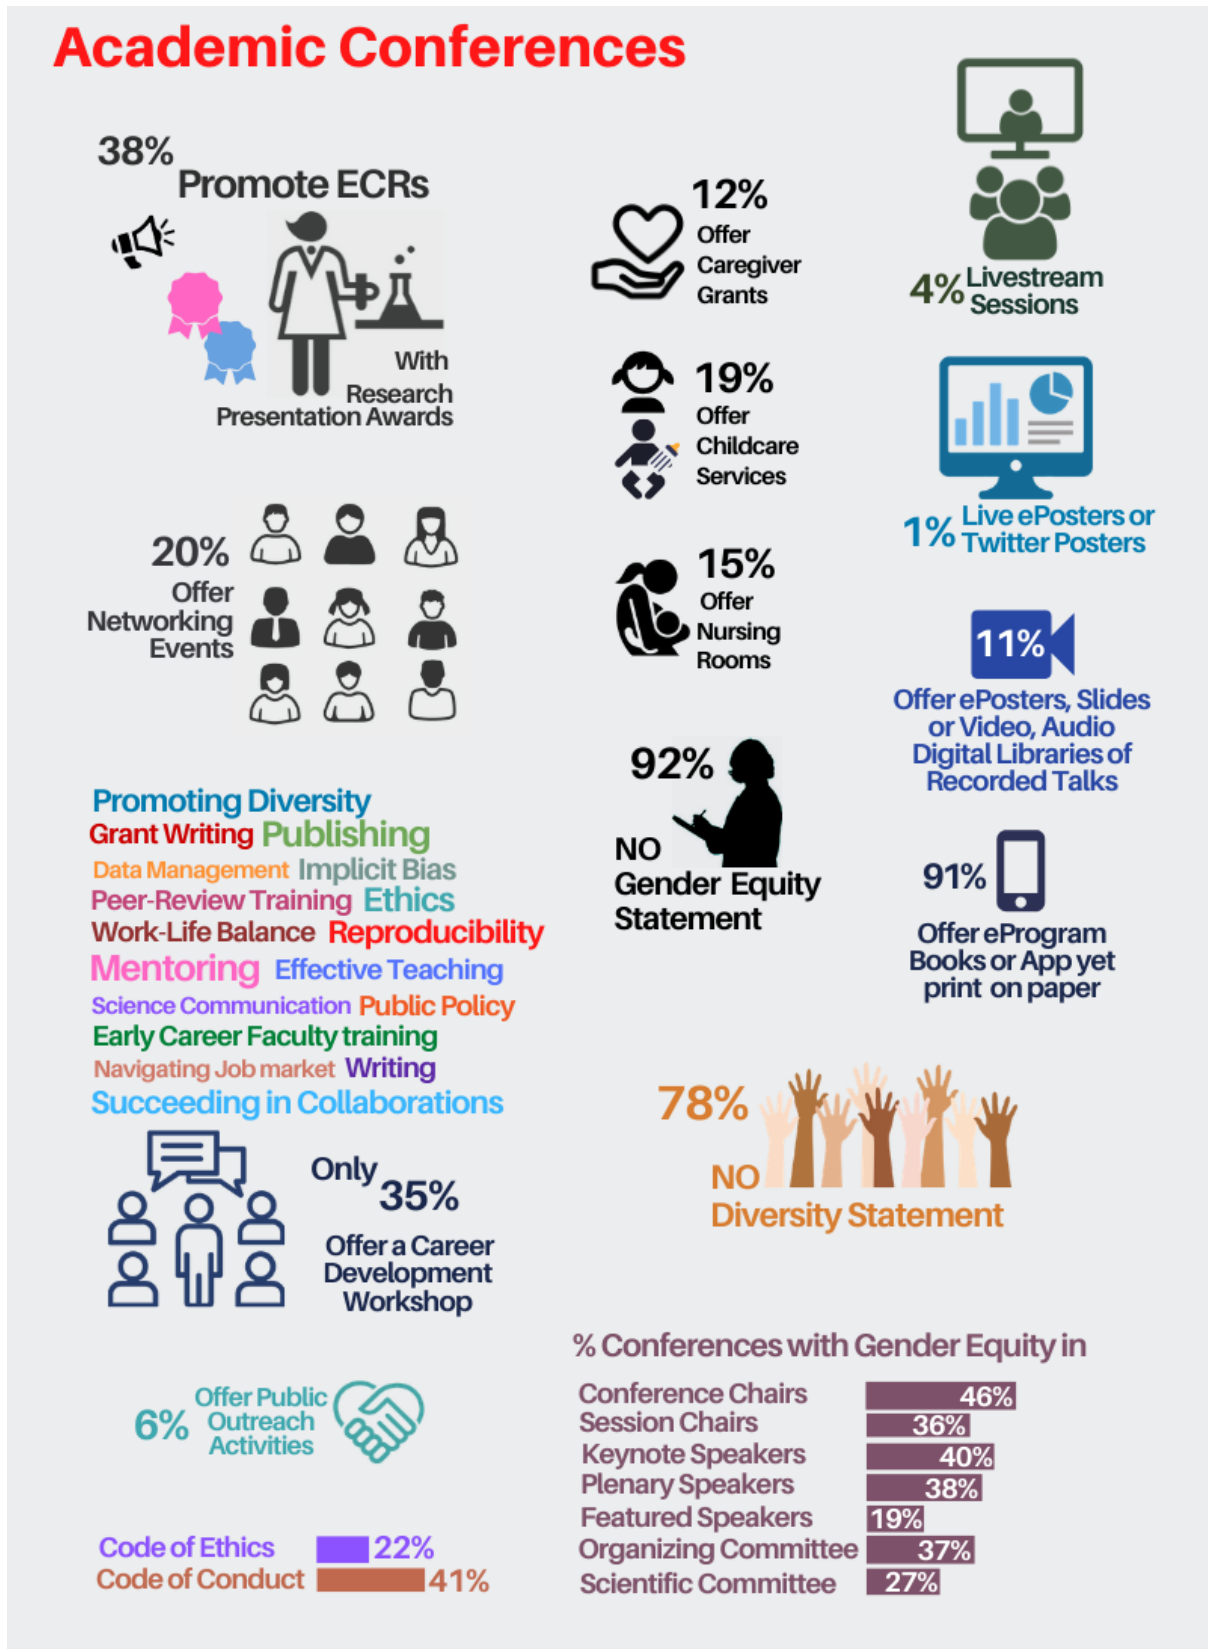 Academic Conferences
38%
Promote ECRs
With
Research
Presentation Awards
20%
Offer
Networking
Events
Promoting Diversity
Grant Writing Publishing
Data Management Implicit Bias
Peer-Review Training Ethics
Work-Life Balance Reproducibility
Mentoring Effective Teaching
Science Communication Public Policy
Early Career Faculty training
Navigating Job market Writing
Succeeding in Collaborations
Only
35%
Offer a Career
Development
Workshop
6%
Offer Public
Outreach
Activities
Code of Ethics 22%
Code of Conduct 41%
12%
Offer
Caregiver
Grants
19%
Offer
Childcare
Services
15%
Offer
Nursing
Rooms
92%
NO
Gender Equity
Statement
4% Livestream
Sessions
1% Live ePosters or
Twitter Posters
11%
Offer ePosters, Slides
or Video, Audio
Digital Libraries of
Recorded Talks
91%
Offer eProgram
Books or App yet
print on paper
78%
NO
Diversity Statement
% Conferences with Gender Equity in
Conference Chairs 46%
Session Chairs 36%
Keynote Speakers 40%
Plenary Speakers 38%
Featured Speakers 19%
Organizing Committee 37%
Scientific Committee 27%